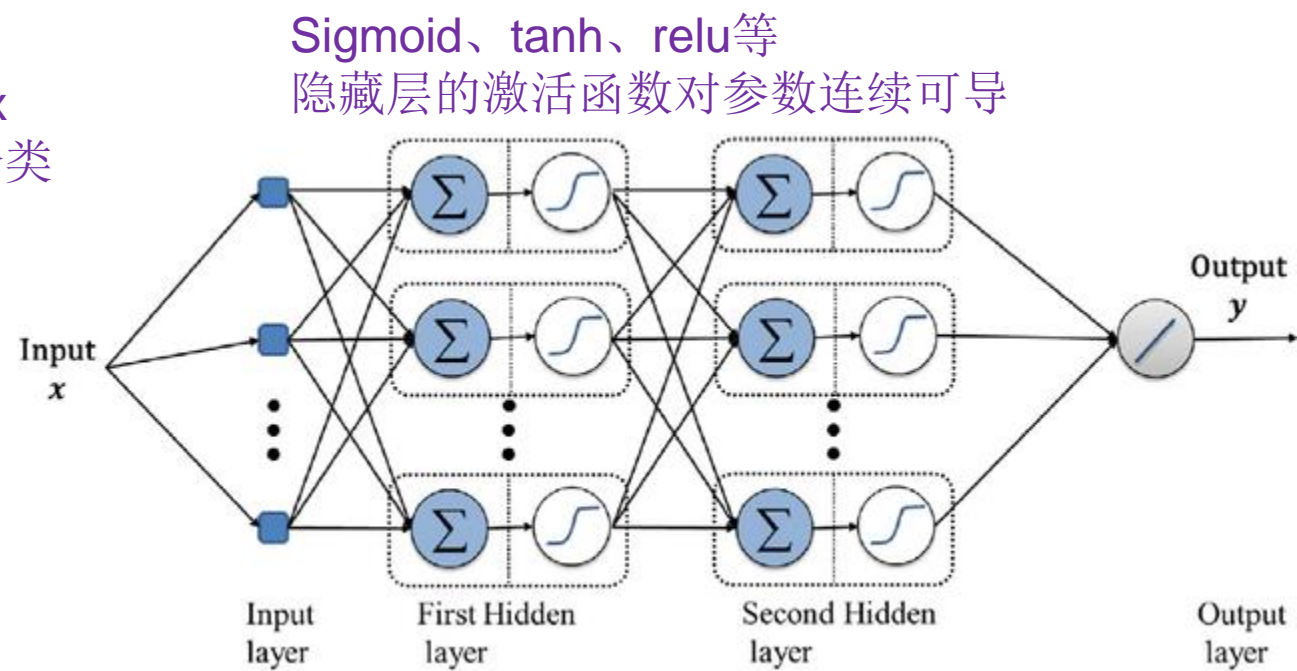 Sigmoid、tanh、relu等
隐藏层的激活函数对参数连续可导
x
类
Σ
Σ
Output
y
Σ
Σ
Input
x
Σ
Σ
Input
layer
First Hidden
layer
Second Hidden
layer
Output
layer